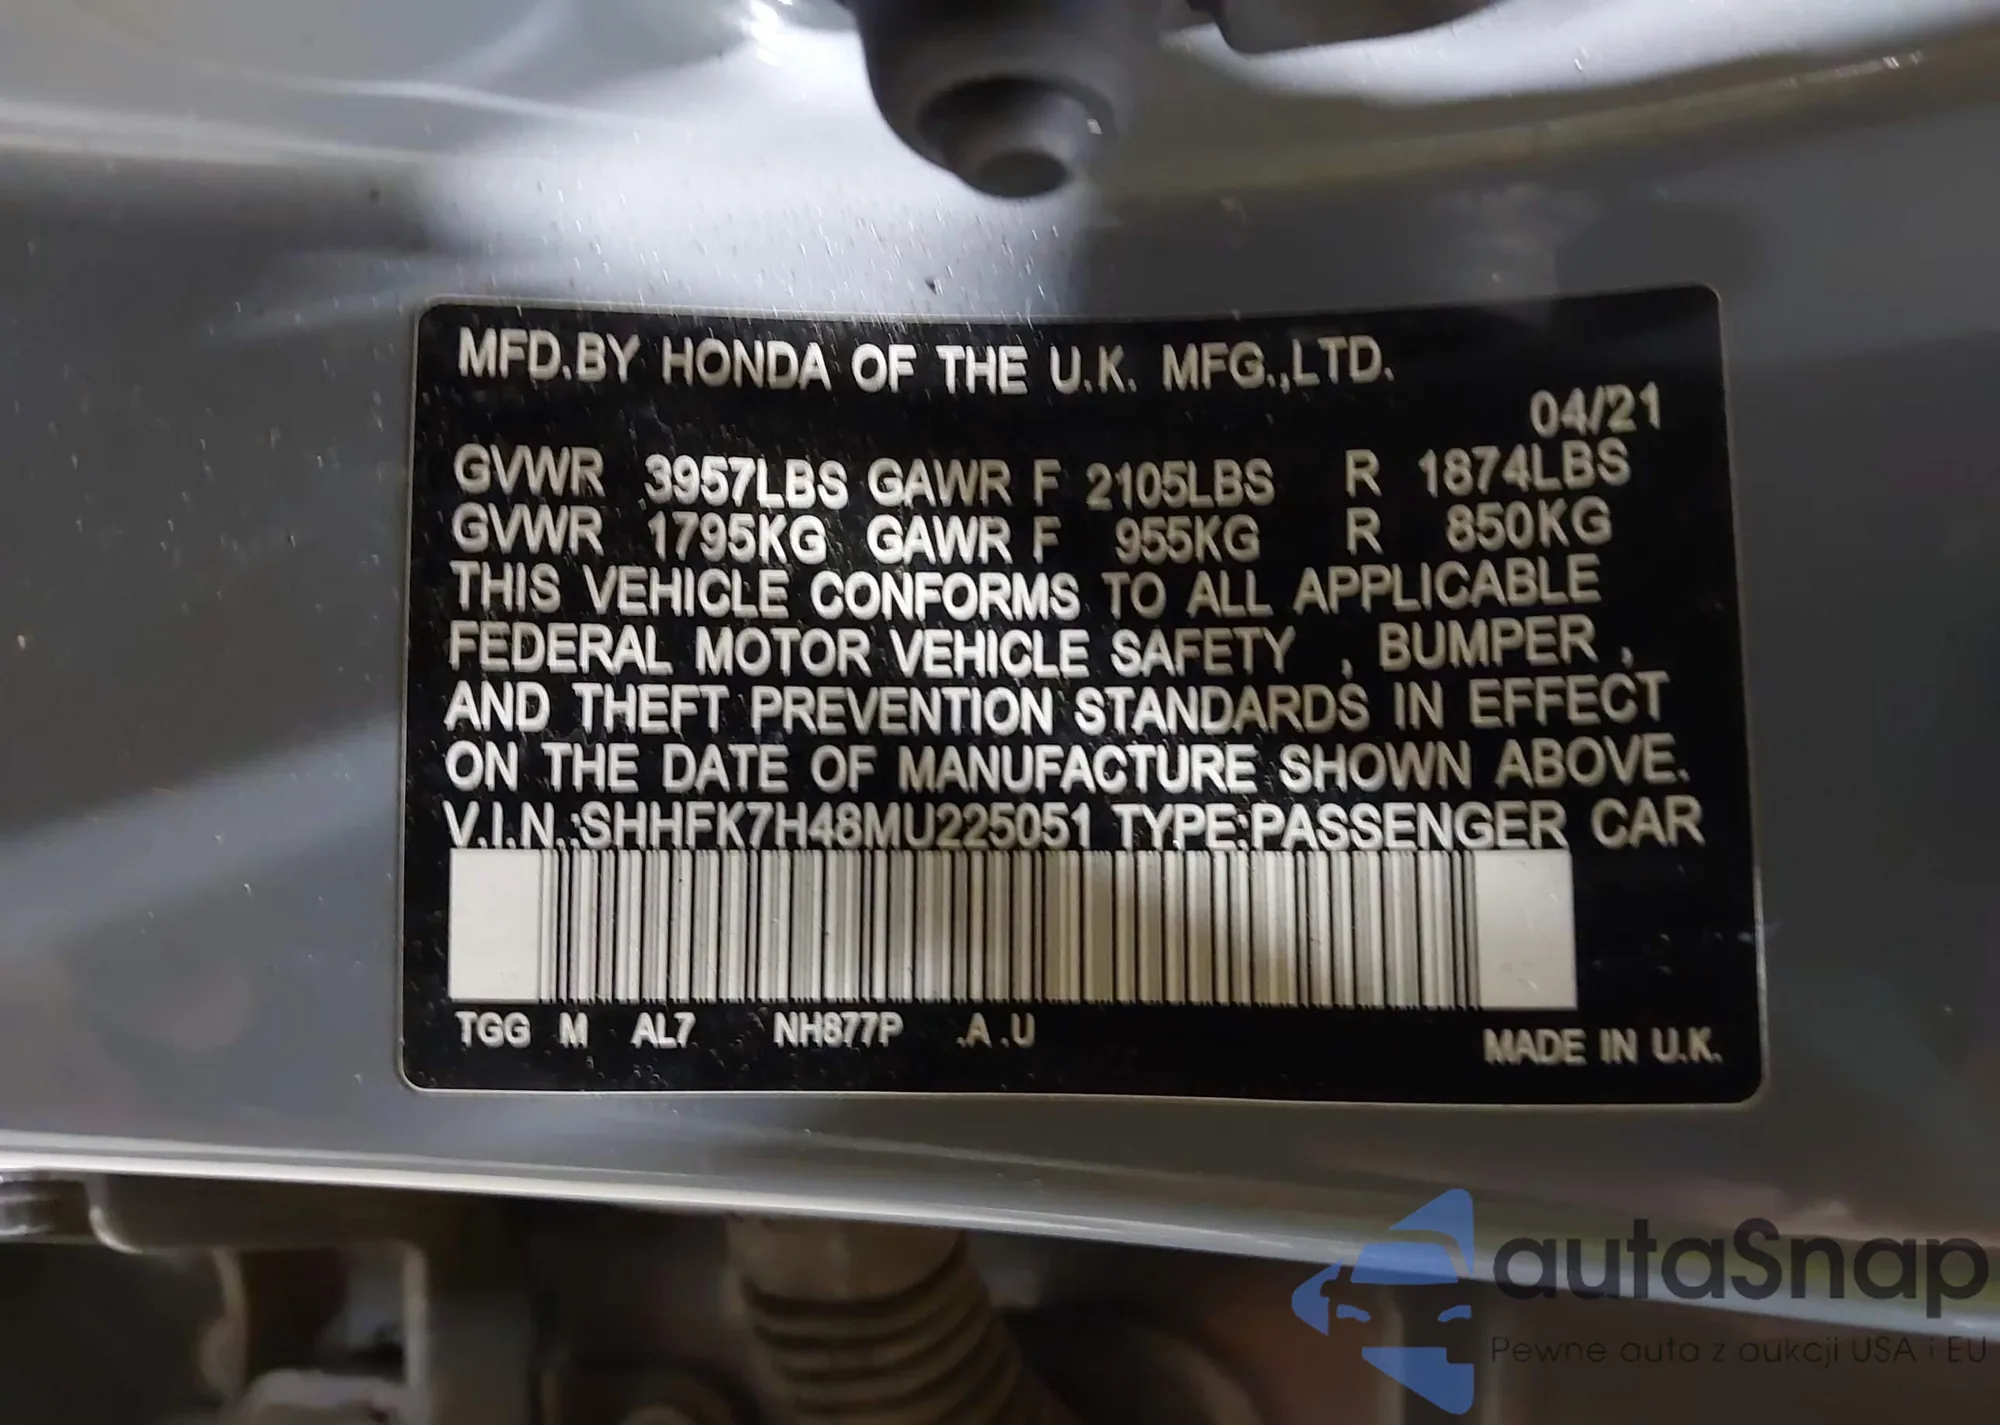 MFD.BY HONDA OF THE U.K. MFG.,LTD.
04/21
GVWR 3957LBS GAWR F 2105LBS R 1874LBS
GVWR 1795KG GAWR F 955KG R 850KG
THIS VEHICLE CONFORMS TO ALL APPLICABLE
FEDERAL MOTOR VEHICLE SAFETY , BUMPER ,
AND THEFT PREVENTION STANDARDS IN EFFECT
ON THE DATE OF MANUFACTURE SHOWN ABOVE.
V.I.N.:SHHFK7H48MU225051 TYPE:PASSENGER CAR
TGG M AL7 NH877P .A .U
MADE IN U.K.
autaSnap
Pewne auta z aukcji USA i EU